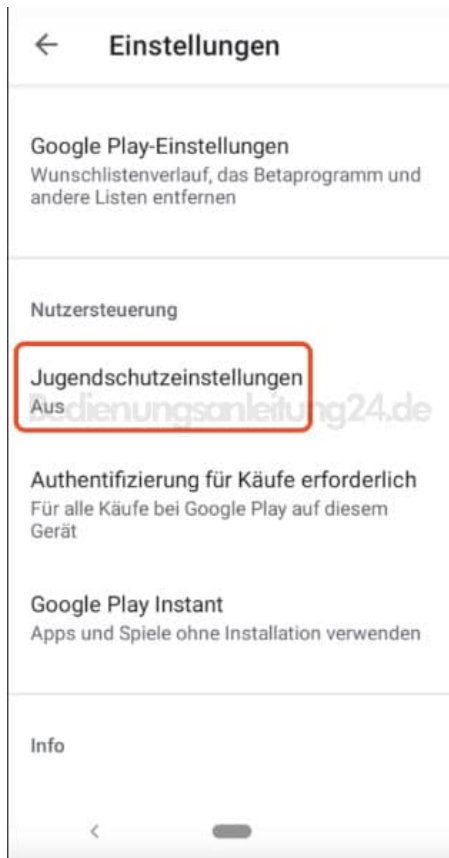 Einstellungen
Google Play-Einstellungen
Wunschlistenverlauf, das Betaprogramm und
andere Listen entfernen
Nutzersteuerung
Jugendschutzeinstellungen
Aus
Bedienungsanleitung24.de
Authentifizierung für Käufe erforderlich
Für alle Käufe bei Google Play auf diesem
Gerät
Google Play Instant
Apps und Spiele ohne Installation verwenden
Info